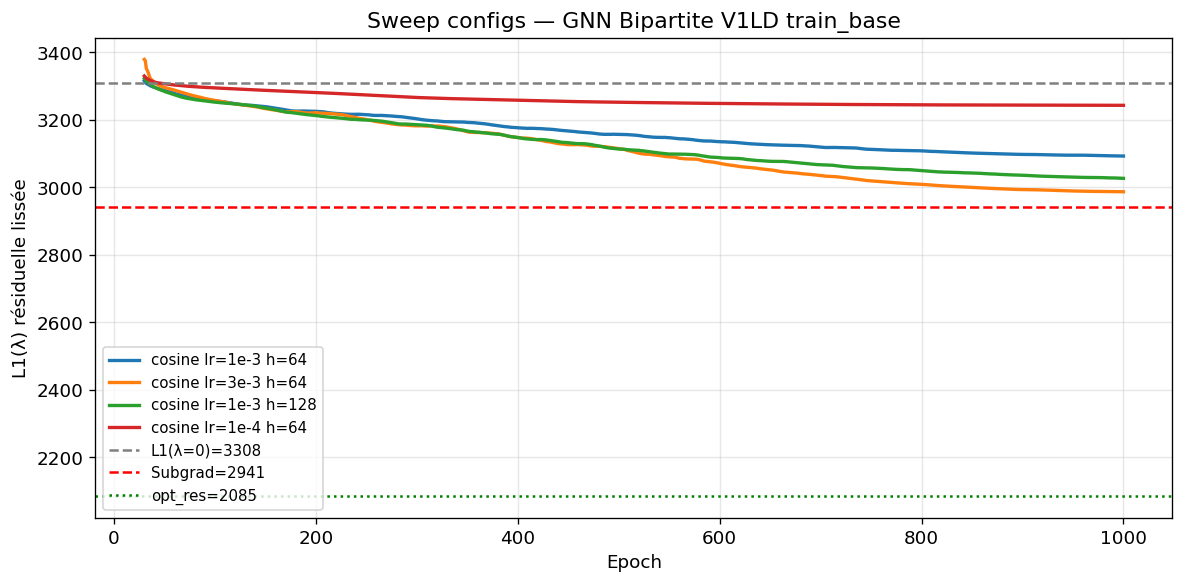 Sweep configs — GNN Bipartite V1LD train_base
L1(λ) résiduelle lissée
3400
3200
3000
2800
2600
2400
2200
cosine lr=1e-3 h=64
cosine lr=3e-3 h=64
cosine lr=1e-3 h=128
cosine lr=1e-4 h=64
L1(λ=0)=3308
Subgrad=2941
opt_res=2085
0 200 400 600 800 1000
Epoch